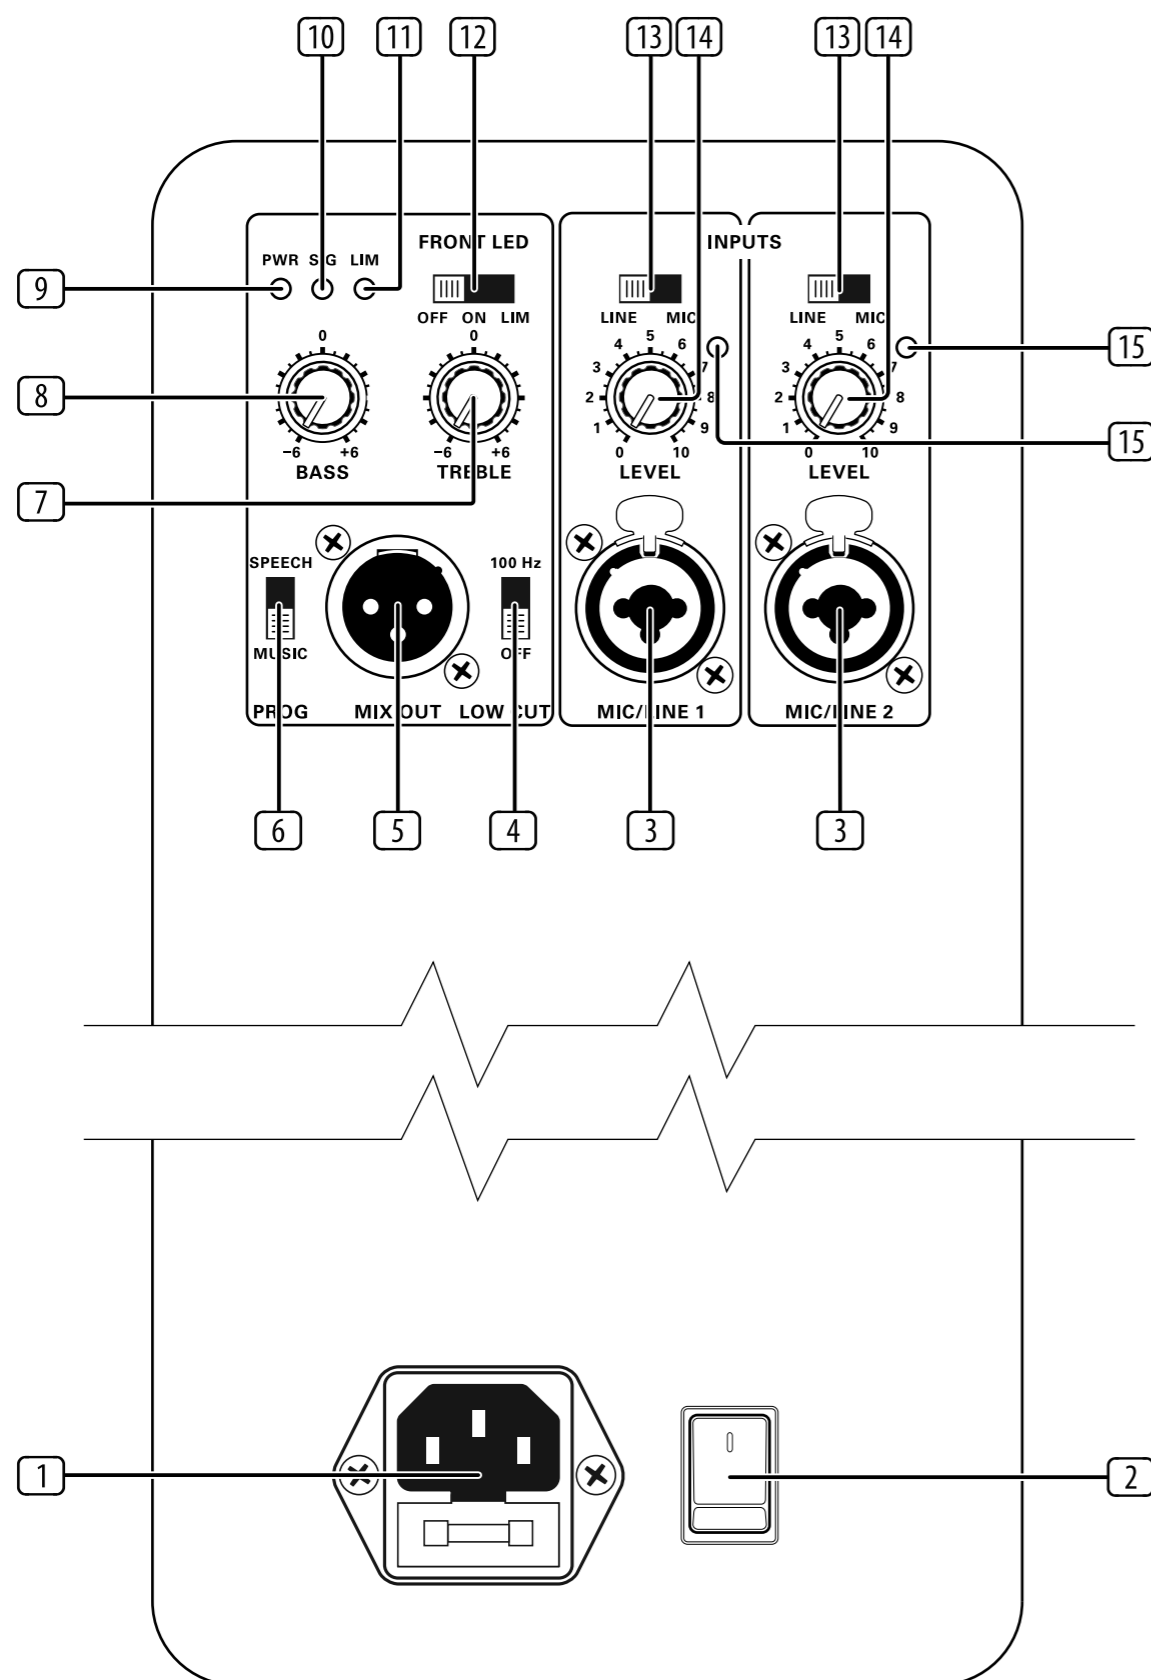 10 11 12 13 14 13 14
FRONT LED
INPUTS
PWR SIG LIM
9
OFF ON LIM
LINE MIC
LINE MIC
15
0
0
5
5
4 6
4 6
3 7
3 7
8
2 8
2 8
1 9
1 9
15
-6 +6
-6 +6
0 10
0 10
BASS
TREBLE
LEVEL
LEVEL
7
SPEECH
100 Hz
MUSIC
OFF
PROG MIX OUT LOW CUT
MIC/LINE 1
MIC/LINE 2
6 5 4 3 3
1
2